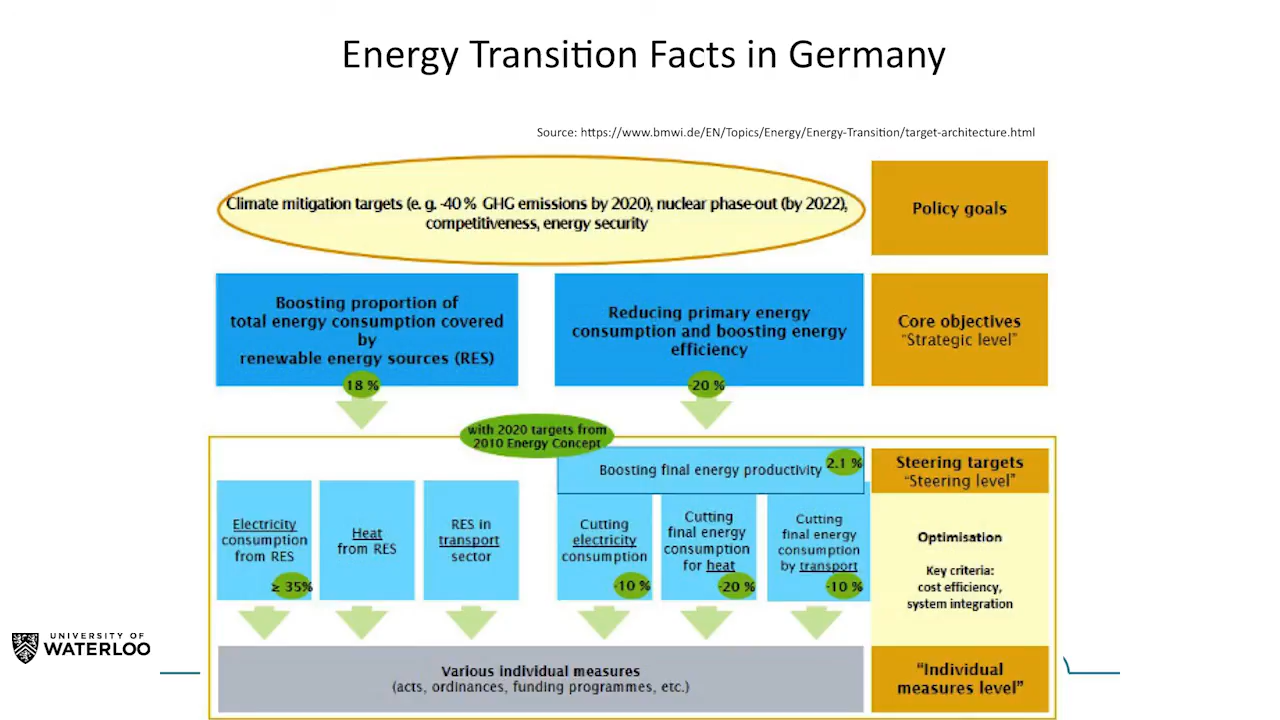 Energy Transition Facts in Germany
Source: https://www.bmwi.de/EN/Topics/Energy/Energy-Transition/target-architecture.html
Climate mitigation targets (e. g. -40 % GHG emissions by 2020), nuclear phase-out (by 2022),
competitiveness, energy security
Policy goals
Boosting proportion of
total energy consumption covered
by
renewable energy sources (RES)
18 %
Reducing primary energy
consumption and boosting energy
efficiency
-20 %
Core objectives
“Strategic level”
with 2020 targets from
2010 Energy Concept
Boosting final energy productivity
2.1 %
Steering targets
“Steering level”
Electricity
consumption
from RES
≥ 35%
Heat
from RES
RES in
transport
sector
Cutting
electricity
consumption
-10 %
Cutting
final energy
consumption
for heat
-20 %
Cutting
final energy
consumption
by transport
-10 %
Optimisation
Key criteria:
cost efficiency,
system integration
UNIVERSITY OF
WATERLOO
Various individual measures
(acts, ordinances, funding programmes, etc.)
“Individual
measures level”